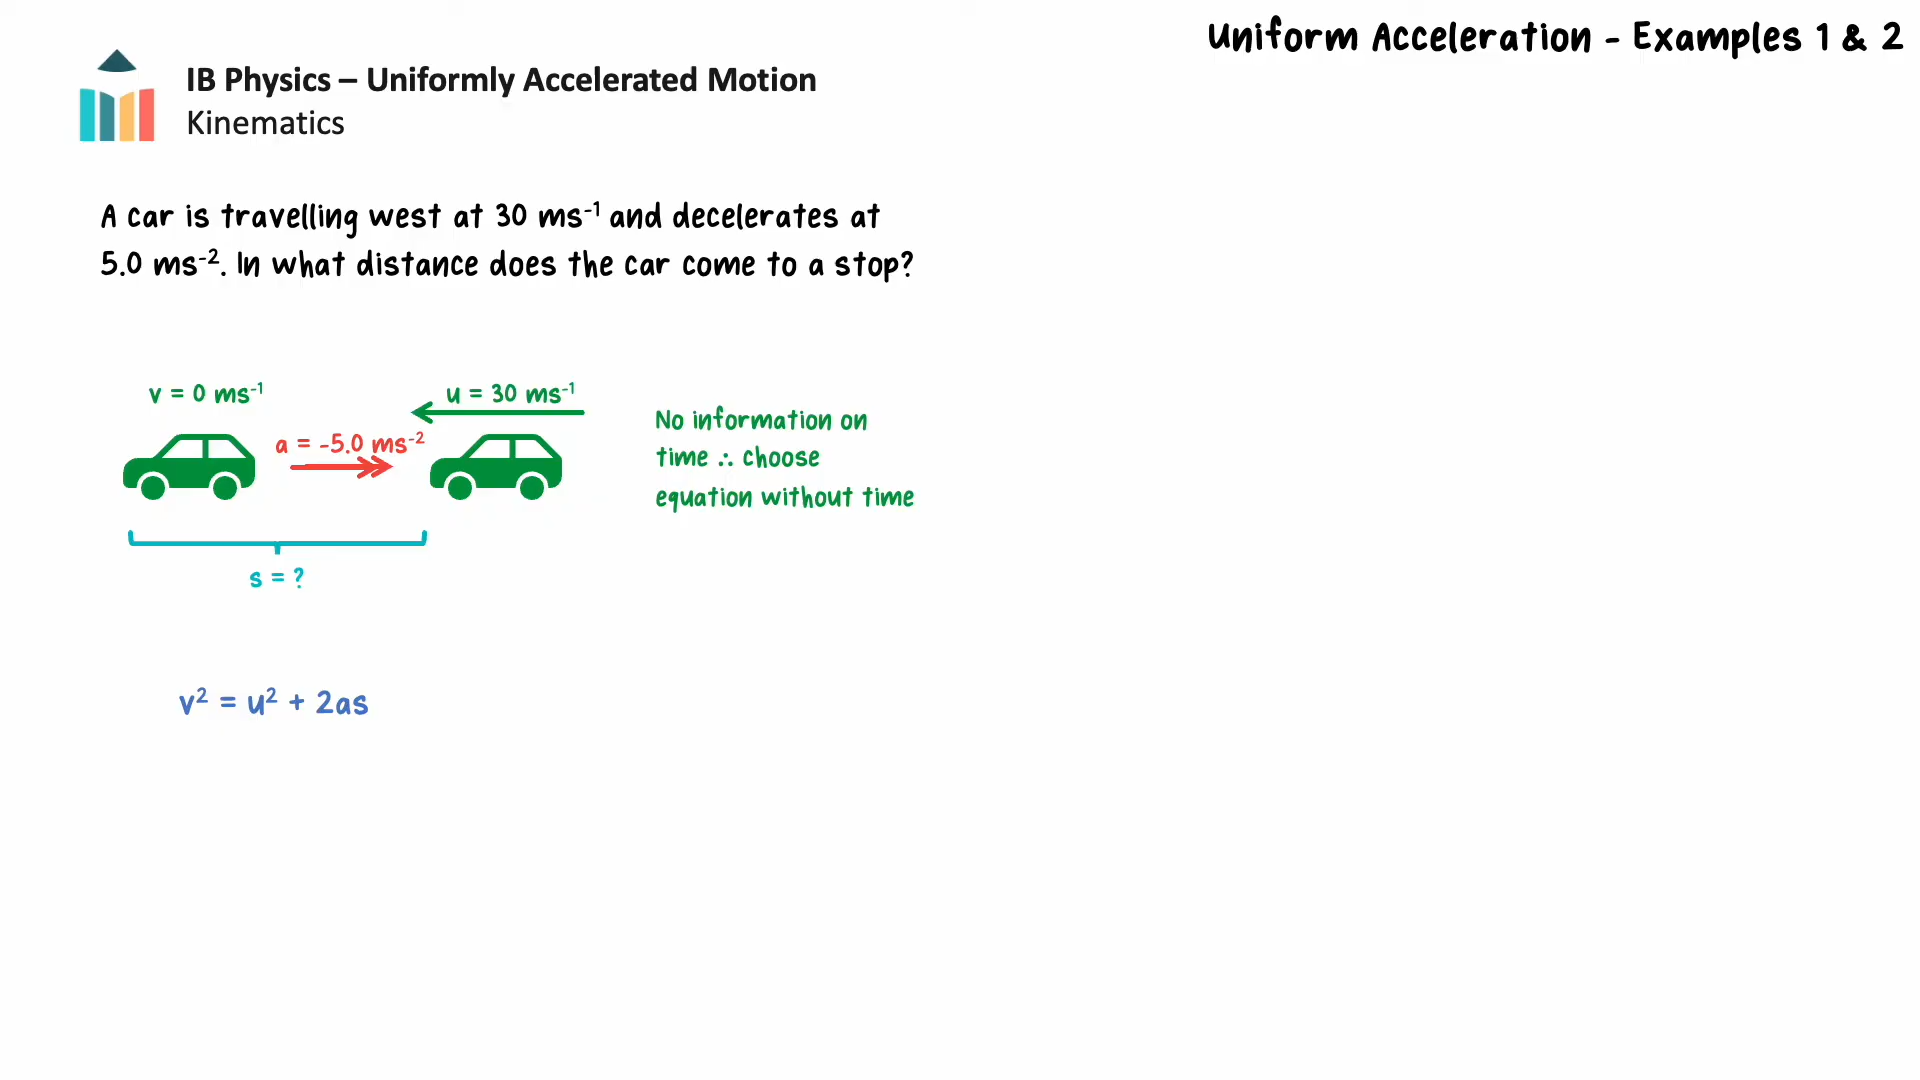 Uniform Acceleration - Examples 1 & 2
IB Physics – Uniformly Accelerated Motion
Kinematics
A car is travelling west at 30 ms⁻¹ and decelerates at
5.0 ms⁻². In what distance does the car come to a stop?
v = 0 ms⁻¹
u = 30 ms⁻¹
a = -5.0 ms⁻²
No information on
time ∴ choose
equation without time
s = ?
v² = u² + 2as